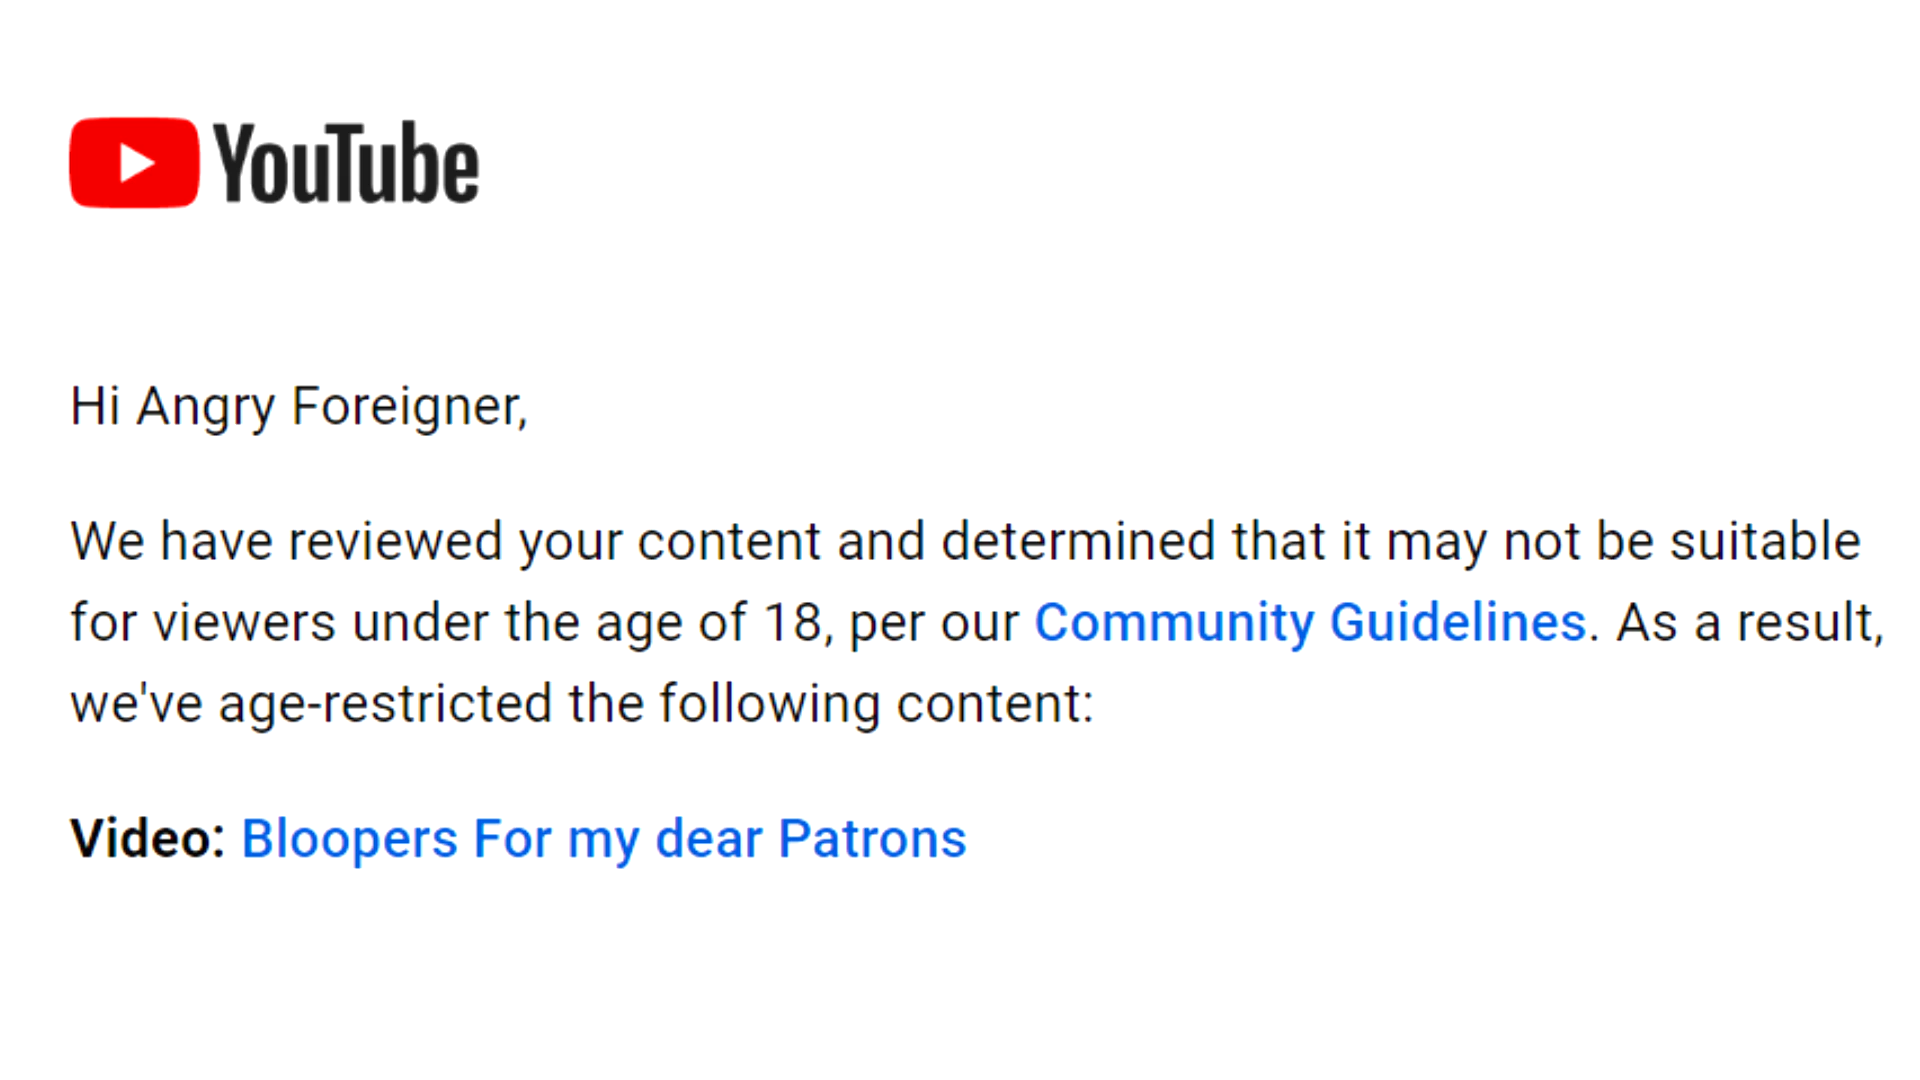 YouTube
Hi Angry Foreigner,
We have reviewed your content and determined that it may not be suitable
for viewers under the age of 18, per our Community Guidelines. As a result,
we've age-restricted the following content:
Video: Bloopers For my dear Patrons